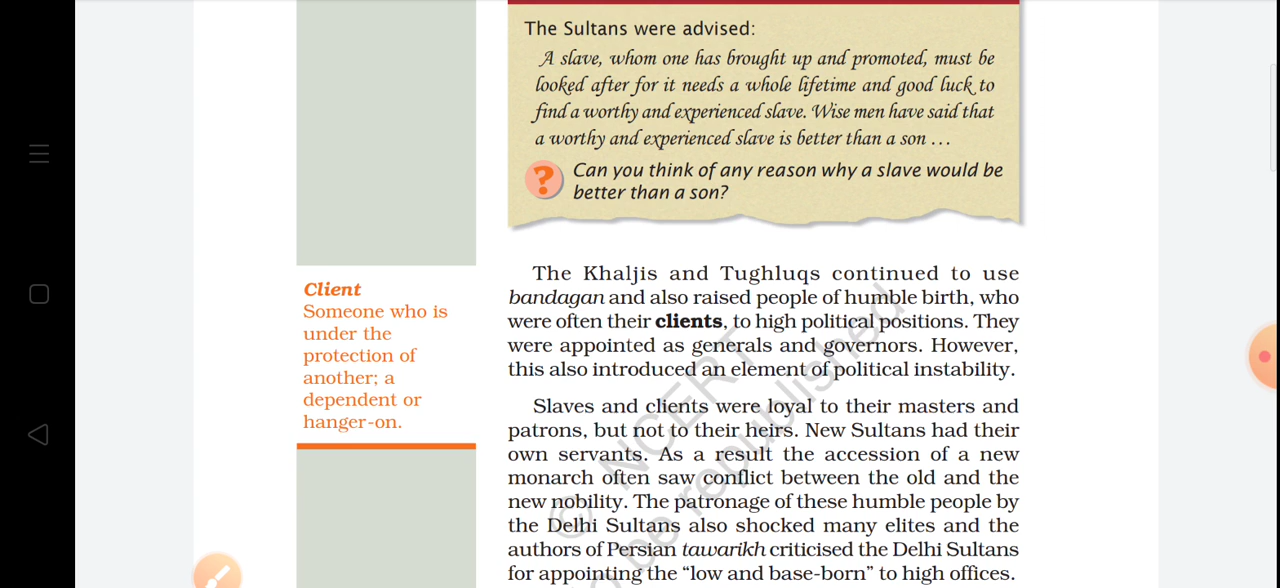 The Sultans were advised:
A slave, whom one has brought up and promoted, must be
looked after for it needs a whole lifetime and good luck to
find a worthy and experienced slave. Wise men have said that
a worthy and experienced slave is better than a son ...
? Can you think of any reason why a slave would be
better than a son?
Client
Someone who is
under the
protection of
another; a
dependent or
hanger-on.
The Khaljis and Tughluqs continued to use
bandagan and also raised people of humble birth, who
were often their clients, to high political positions. They
were appointed as generals and governors. However,
this also introduced an element of political instability.
Slaves and clients were loyal to their masters and
patrons, but not to their heirs. New Sultans had their
own servants. As a result the accession of a new
monarch often saw conflict between the old and the
new nobility. The patronage of these humble people by
the Delhi Sultans also shocked many elites and the
authors of Persian tawarikh criticised the Delhi Sultans
for appointing the “low and base-born” to high offices.
© NCERT
be republished